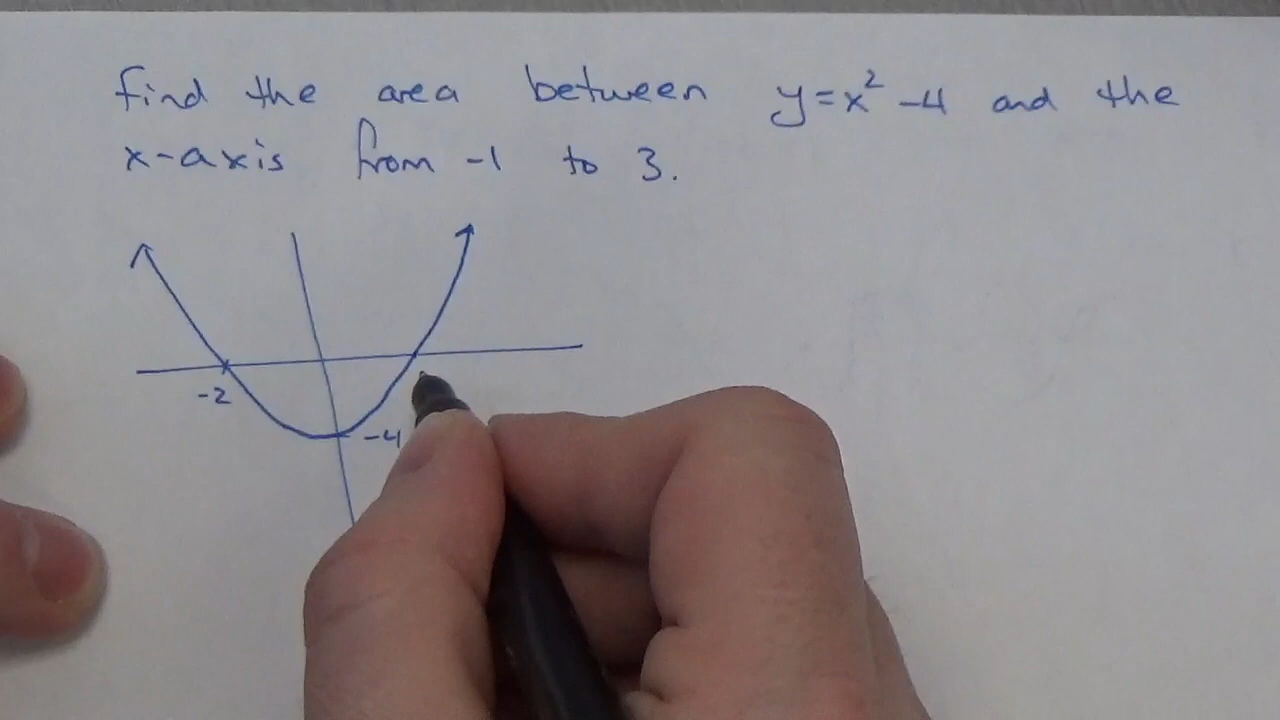 find the area between y=x² -4 and the
x-axis from -1 to 3.
-2
-4